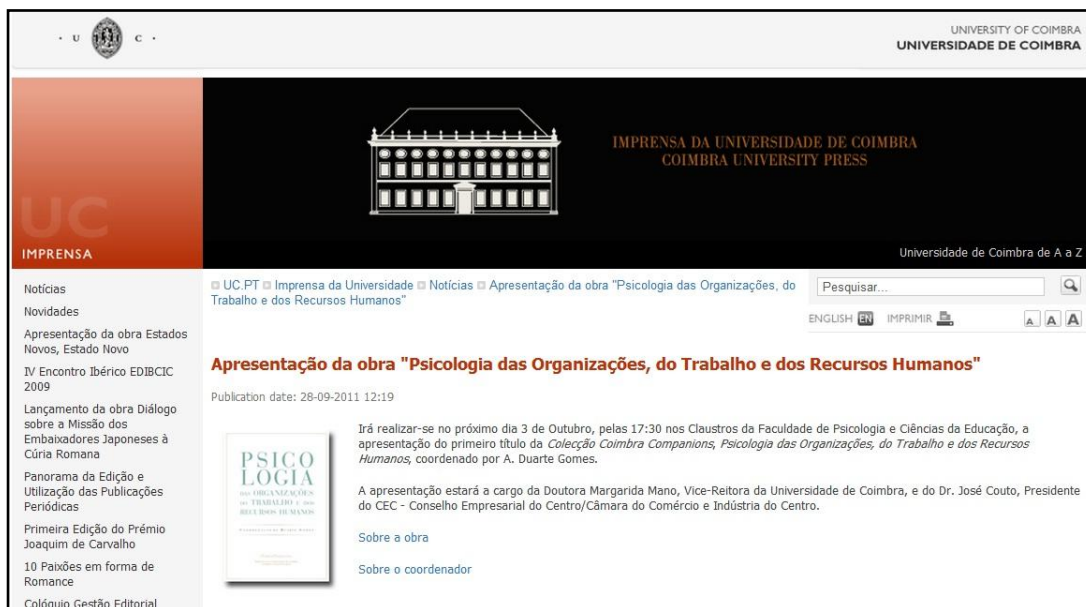 · U C ·
UNIVERSITY OF COIMBRA
UNIVERSIDADE DE COIMBRA
IMPRENSA DA UNIVERSIDADE DE COIMBRA
COIMBRA UNIVERSITY PRESS
UC
IMPRENSA
Universidade de Coimbra de A a Z
Notícias
Novidades
Apresentação da obra Estados
Novos, Estado Novo
IV Encontro Ibérico EDIBCIC
2009
Lançamento da obra Diálogo
sobre a Missão dos
Embaixadores Japoneses à
Cúria Romana
Panorama da Edição e
Utilização das Publicações
Periódicas
Primeira Edição do Prémio
Joaquim de Carvalho
10 Paixões em forma de
Romance
Colóquio Gestão Editorial
UC.PT Imprensa da Universidade Notícias Apresentação da obra "Psicologia das Organizações, do
Trabalho e dos Recursos Humanos"
Pesquisar...
ENGLISH EN IMPRIMIR A A A
Apresentação da obra "Psicologia das Organizações, do Trabalho e dos Recursos Humanos"
Publication date: 28-09-2011 12:19
PSICO
LOGIA
DAS ORGANIZAÇÕES
DO TRABALHO E DOS
RECURSOS HUMANOS
Irá realizar-se no próximo dia 3 de Outubro, pelas 17:30 nos Claustros da Faculdade de Psicologia e Ciências da Educação, a
apresentação do primeiro título da Colecção Coimbra Companions, Psicologia das Organizações, do Trabalho e dos Recursos
Humanos, coordenado por A. Duarte Gomes.
A apresentação estará a cargo da Doutora Margarida Mano, Vice-Reitora da Universidade de Coimbra, e do Dr. José Couto, Presidente
do CEC - Conselho Empresarial do Centro/Câmara do Comércio e Indústria do Centro.
Sobre a obra
Sobre o coordenador